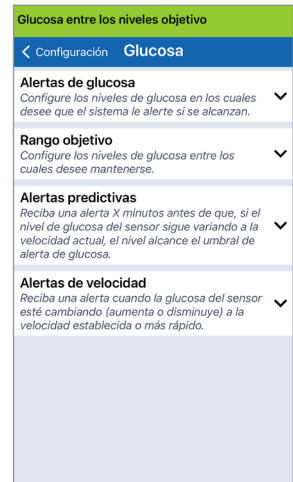 Glucosa entre los niveles objetivo
Configuración Glucosa
Alertas de glucosa
Configure los niveles de glucosa en los cuales
desee que el sistema le alerte si se alcanzan.
Rango objetivo
Configure los niveles de glucosa entre los
cuales desee mantenerse.
Alertas predictivas
Reciba una alerta X minutos antes de que, si el
nivel de glucosa del sensor sigue variando a la
velocidad actual, el nivel alcance el umbral de
alerta de glucosa.
Alertas de velocidad
Reciba una alerta cuando la glucosa del sensor
esté cambiando (aumenta o disminuye) a la
velocidad establecida o más rápido.